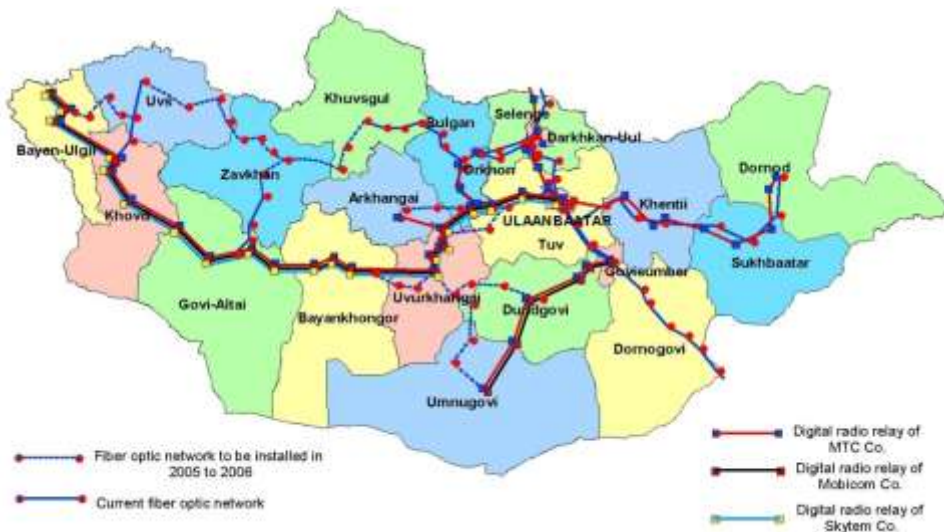 Khuvsgul
Uvs
Selenge
Bulgan
Darkhkan-Uul
Bayan-Ulgii
Orkhon
Dornod
Zavkhan
Arkhangai
Khentii
Khovd
ULAANBAATAR
Tuv
Sukhbaatar
Govisumber
Uvurkhangai
Govi-Altai
Dundgovi
Bayankhongor
Dornogovi
Umnugovi
Fiber optic network to be installed in
2005 to 2006
Current fiber optic network
Digital radio relay of
MTC Co.
Digital radio relay of
Mobicom Co.
Digital radio relay of
Skytem Co.